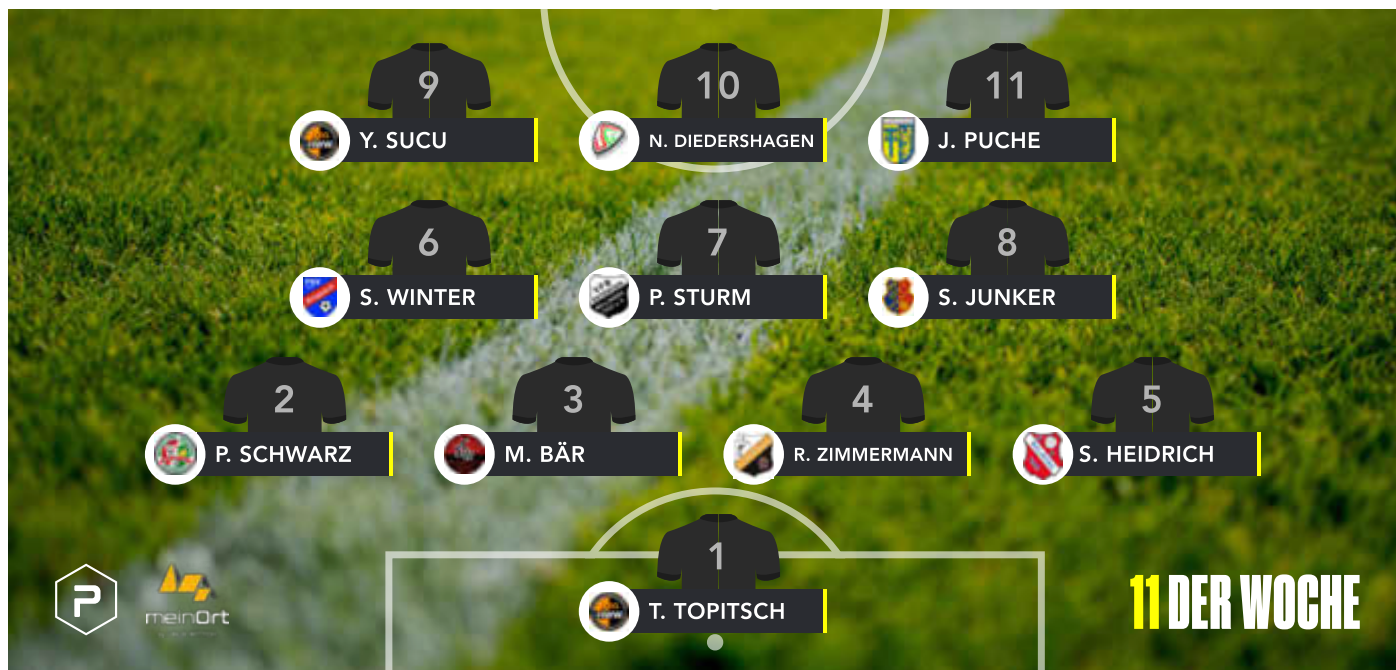 9
10
11
Y. SUCU
N. DIEDERSHAGEN
J. PUCHE
6
7
8
S. WINTER
P. STURM
S. JUNKER
2
3
4
5
P. SCHWARZ
M. BÄR
R. ZIMMERMANN
S. HEIDRICH
1
T. TOPITSCH
P
meinOrt
11 DER WOCHE